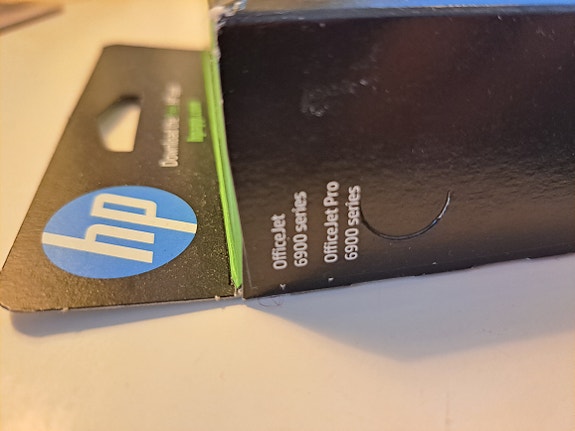 hp
OfficeJet
6900 series
OfficeJet Pro
6900 series